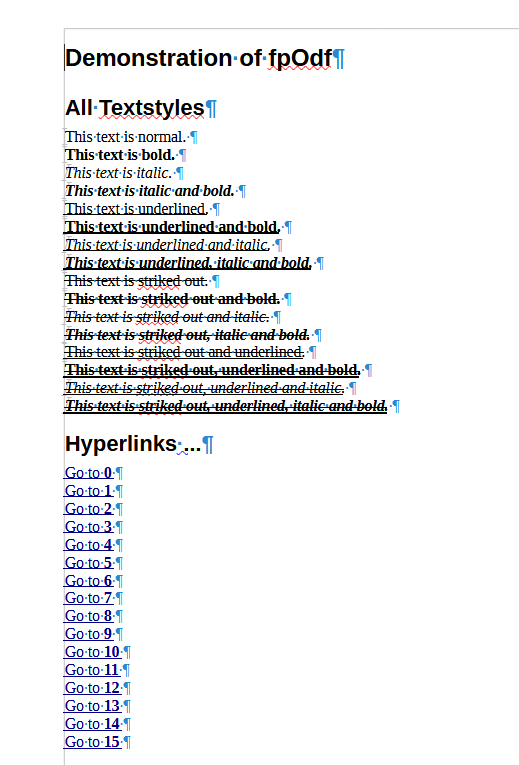 Demonstration of fpOdf
All Textstyles
This text is normal.
This text is bold.
This text is italic.
This text is italic and bold.
This text is underlined.
This text is underlined and bold.
This text is underlined and italic.
This text is underlined, italic and bold.
This text is striked out.
This text is striked out and bold.
This text is striked out and italic.
This text is striked out, italic and bold.
This text is striked out and underlined.
This text is striked out, underlined and bold.
This text is striked out, underlined and italic.
This text is striked out, underlined, italic and bold.
Hyperlinks ...
Go to 0
Go to 1
Go to 2
Go to 3
Go to 4
Go to 5
Go to 6
Go to 7
Go to 8
Go to 9
Go to 10
Go to 11
Go to 12
Go to 13
Go to 14
Go to 15